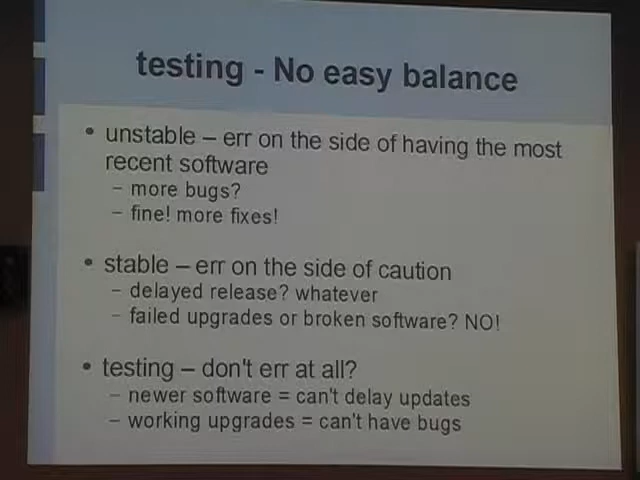 testing - No easy balance
• unstable – err on the side of having the most
recent software
– more bugs?
– fine! more fixes!
• stable – err on the side of caution
– delayed release? whatever
– failed upgrades or broken software? NO!
• testing – don't err at all?
– newer software = can't delay updates
– working upgrades = can't have bugs